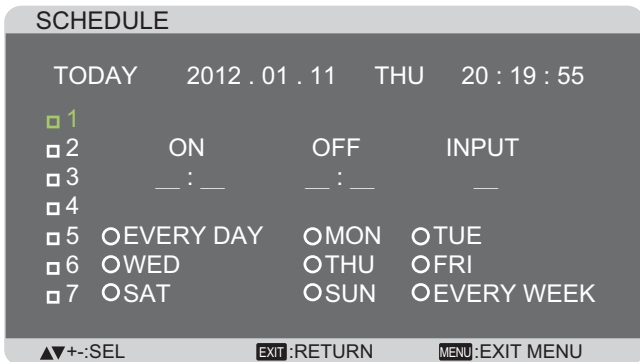 SCHEDULE
TODAY 2012 . 01 . 11 THU 20 : 19 : 55
1
2 ON OFF INPUT
3 __ : __ __ : __ __
4
5 EVERY DAY MON TUE
6 WED THU FRI
7 SAT SUN EVERY WEEK
▲▼+-:SEL EXIT:RETURN MENU:EXIT MENU